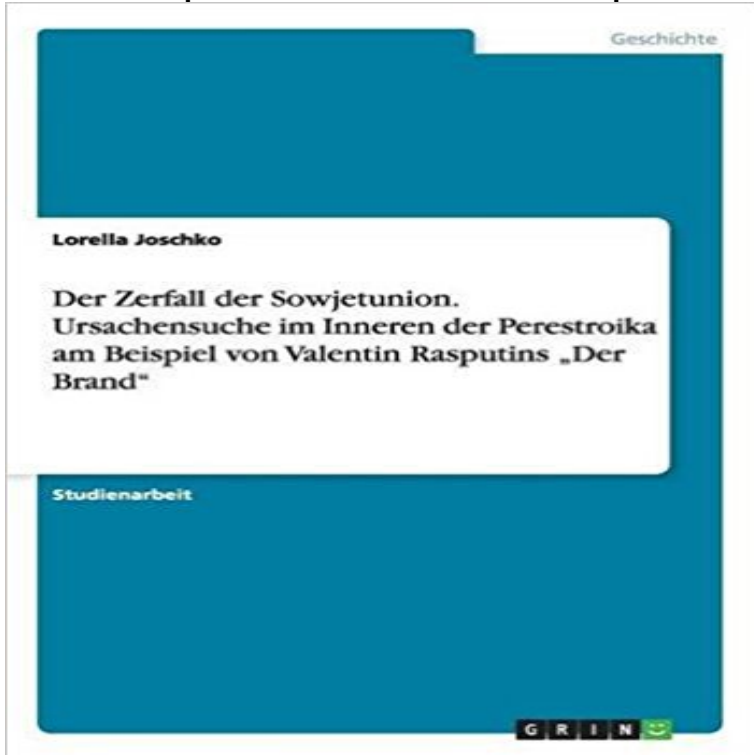 Geschichte
Lorella Joschko
Der Zerfall der Sowjetunion.
Ursachensuche im Inneren der Perestroika
am Beispiel von Valentin Rasputins „Der
Brand“
Studienarbeit
GRIN